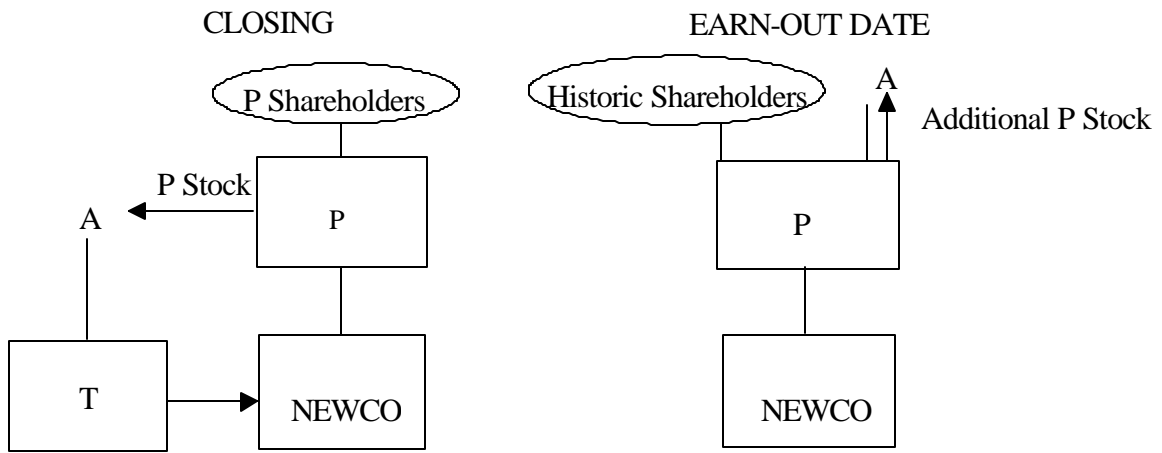 CLOSING
P Shareholders
P Stock
A
P
T
NEWCO
EARN-OUT DATE
Historic Shareholders
A
Additional P Stock
P
NEWCO